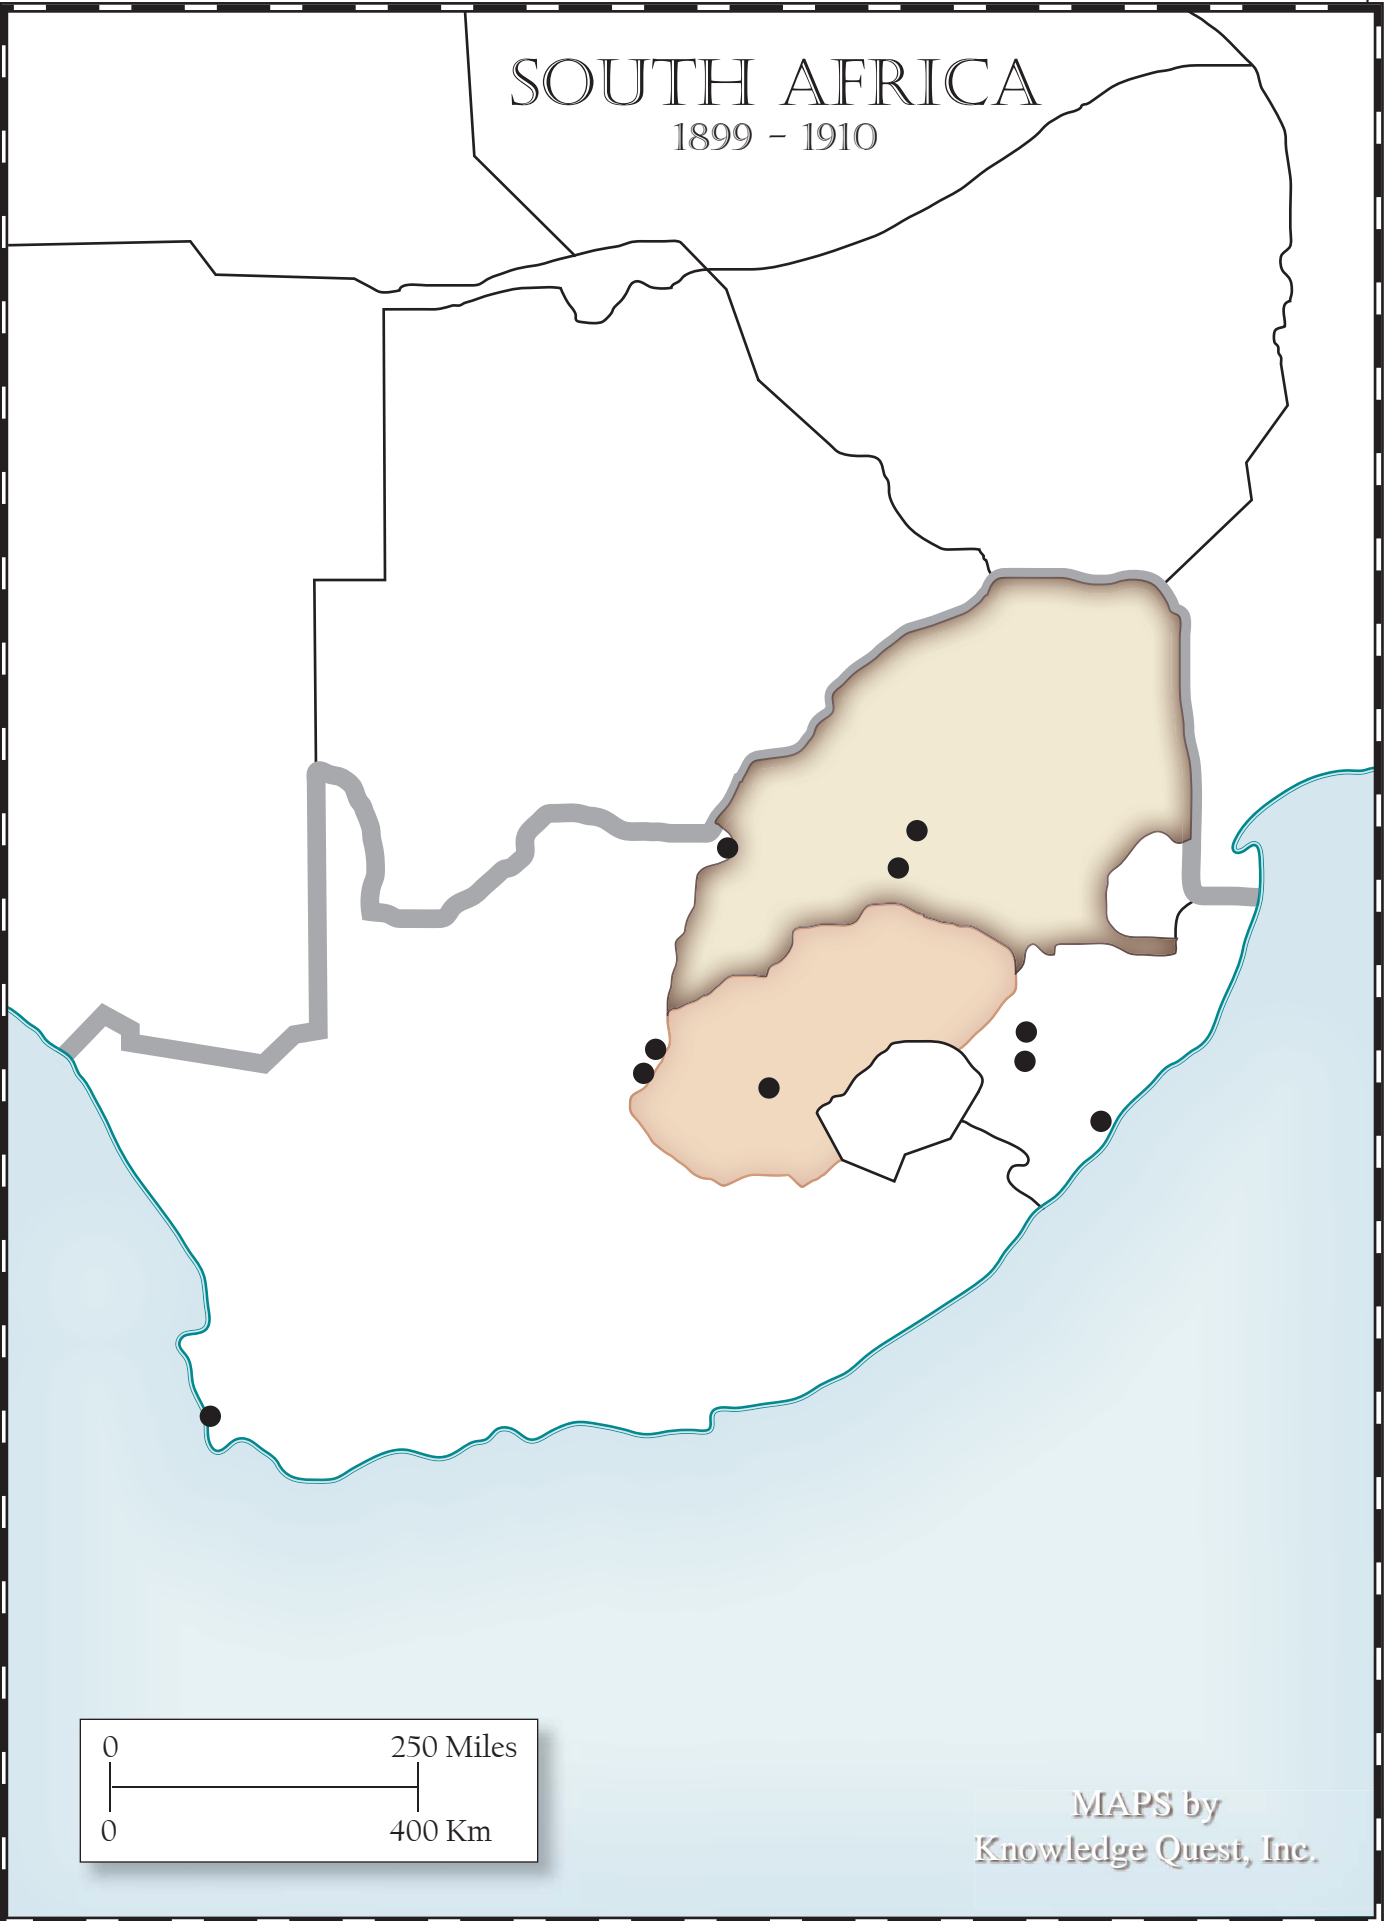 SOUTH AFRICA
1899 - 1910
0 250 Miles
0 400 Km
MAPS by
Knowledge Quest, Inc.